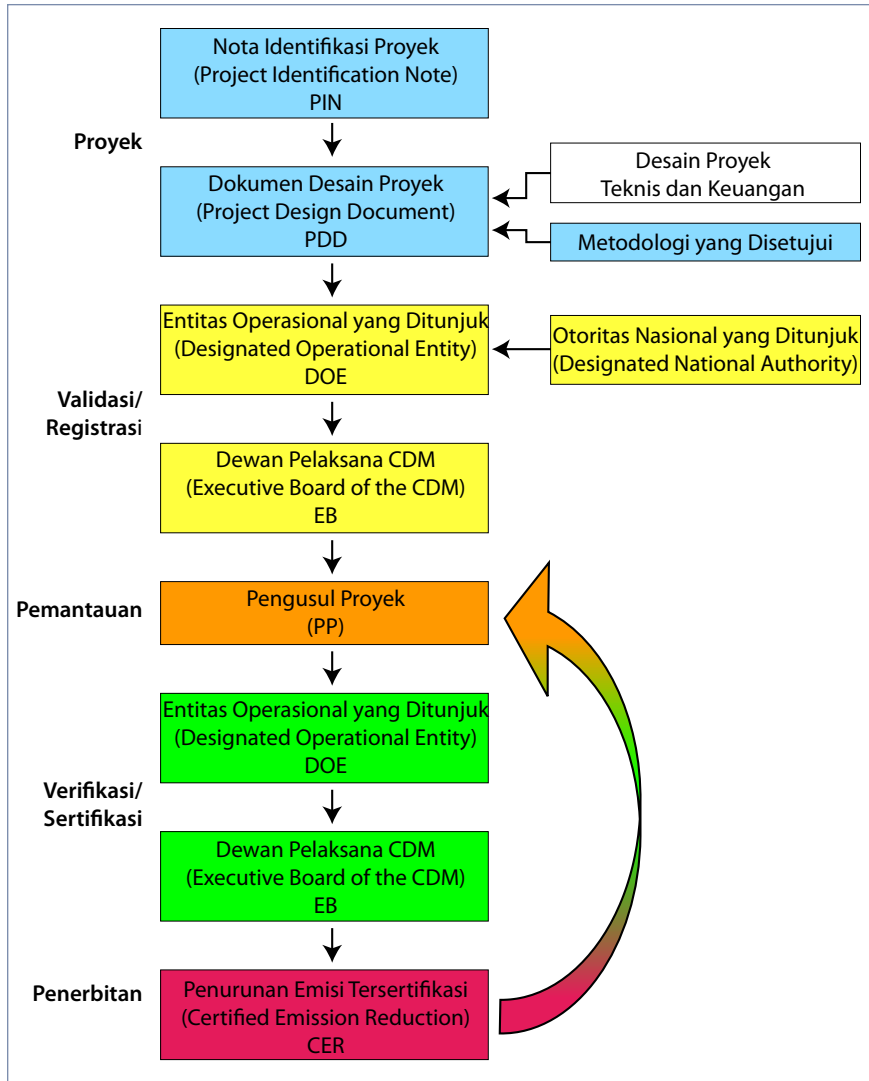 Nota Identifikasi Proyek
(Project Identification Note)
PIN
Proyek
Dokumen Desain Proyek
(Project Design Document)
PDD
Desain Proyek
Teknis dan Keuangan
Metodologi yang Disetujui
Entitas Operasional yang Ditunjuk
(Designated Operational Entity)
DOE
Otoritas Nasional yang Ditunjuk
(Designated National Authority)
Validasi/
Registrasi
Dewan Pelaksana CDM
(Executive Board of the CDM)
EB
Pemantauan
Pengusul Proyek
(PP)
Entitas Operasional yang Ditunjuk
(Designated Operational Entity)
DOE
Verifikasi/
Sertifikasi
Dewan Pelaksana CDM
(Executive Board of the CDM)
EB
Penerbitan
Penurunan Emisi Tersertifikasi
(Certified Emission Reduction)
CER